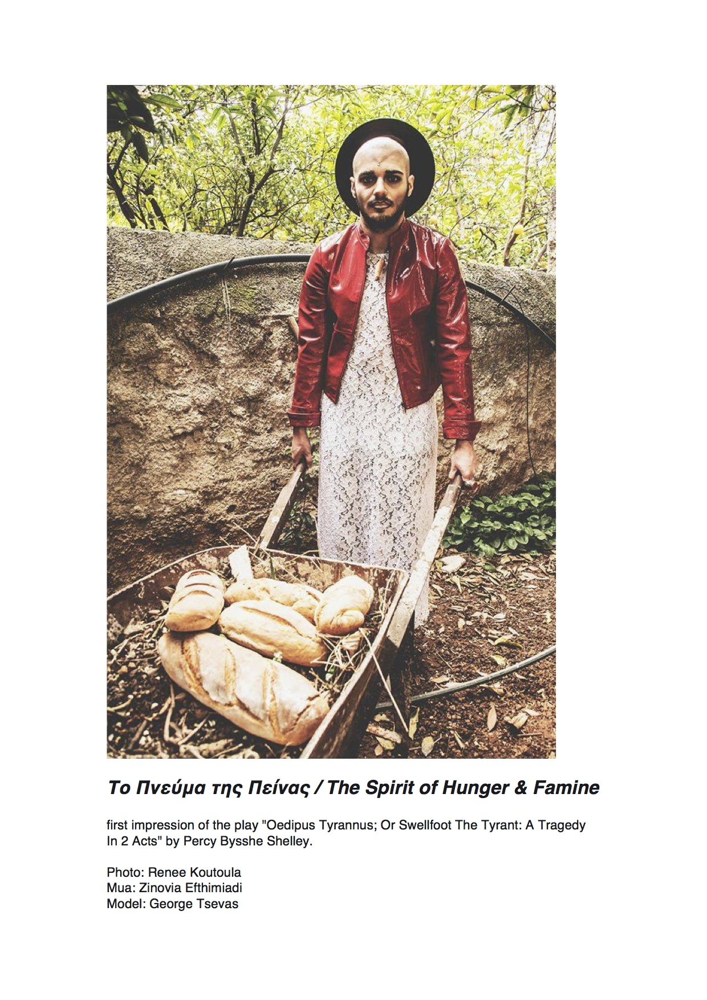 Το Πνεύμα της Πείνας / The Spirit of Hunger & Famine
first impression of the play "Oedipus Tyrannus; Or Swellfoot The Tyrant: A Tragedy
In 2 Acts" by Percy Bysshe Shelley.
Photo: Renee Koutoula
Mua: Zinovia Efthimiadi
Model: George Tsevas